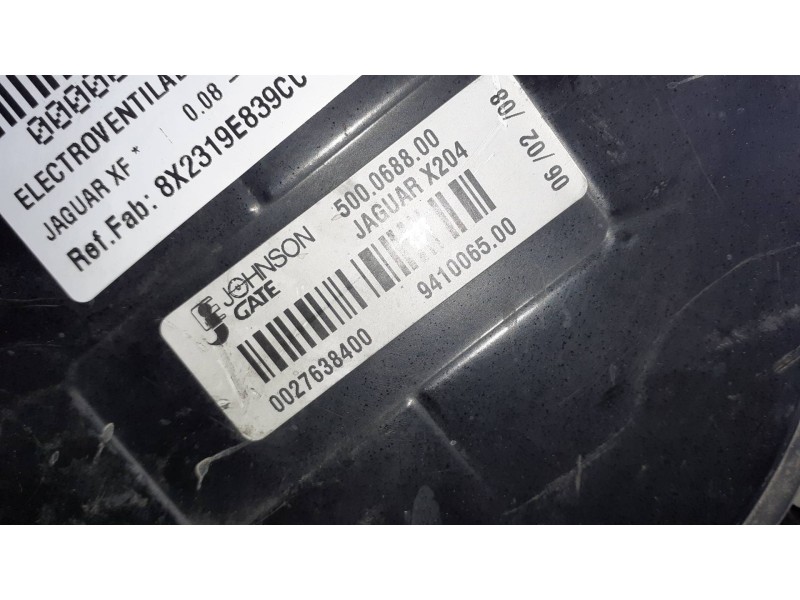 ELECTROVENTILA
JAGUAR XF * | 0.08 -
Ref.Fab: 8X2319E839CC
JOHNSON
GATE
500.0688.00
JAGUAR X204
0027638400
9410065.00
06/02/08